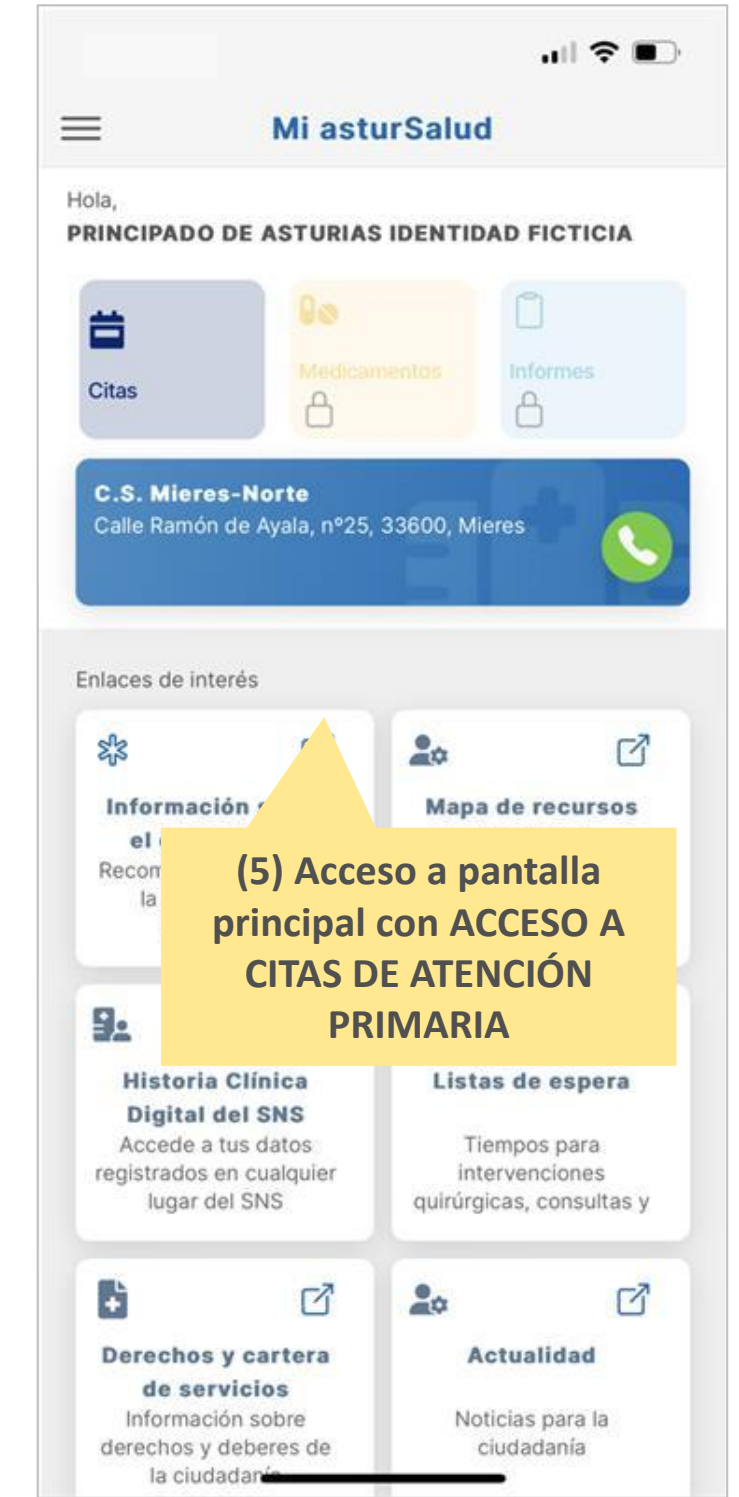 Mi asturSalud
Hola,
PRINCIPADO DE ASTURIAS IDENTIDAD FICTICIA
Citas
Medicamentos
Informes
C.S. Mieres-Norte
Calle Ramón de Ayala, nº25, 33600, Mieres
Enlaces de interés
Información
el
la
Mapa de recursos
(5) Acceso a pantalla
principal con ACCESO A
CITAS DE ATENCIÓN
PRIMARIA
Historia Clínica
Digital del SNS
Accede a tus datos
registrados en cualquier
lugar del SNS
Listas de espera
Tiempos para
intervenciones
quirúrgicas, consultas y
Derechos y cartera
de servicios
Información sobre
derechos y deberes de
la ciudadanía
Actualidad
Noticias para la
ciudadanía